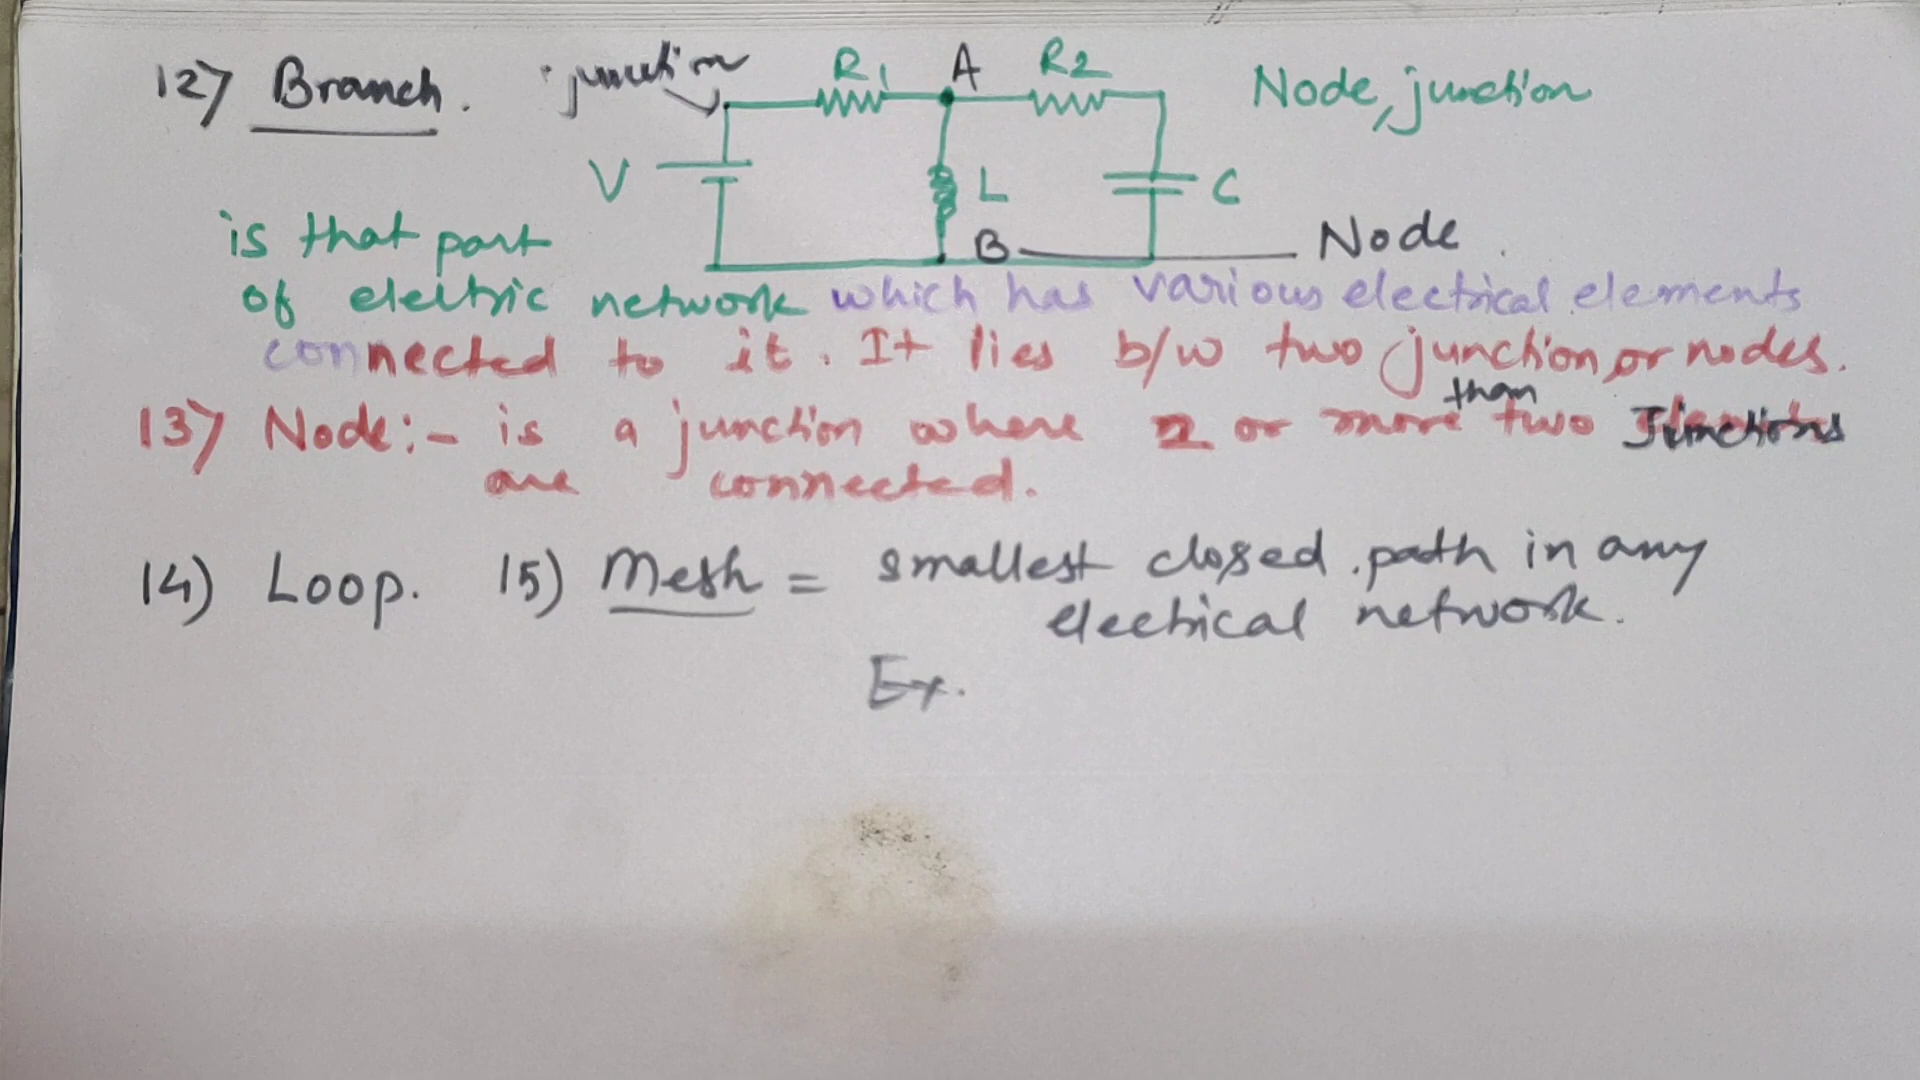 12) Branch. junction R1 A R2 Node, junction
V L C
B Node
is that part
of electric network which has various electrical elements
connected to it. It lies b/w two junction or nodes.
than
13) Node:- is a junction where 2 or more two Junctions
are connected.
14) Loop. 15) Mesh = smallest closed path in any
electrical network.
Ex.